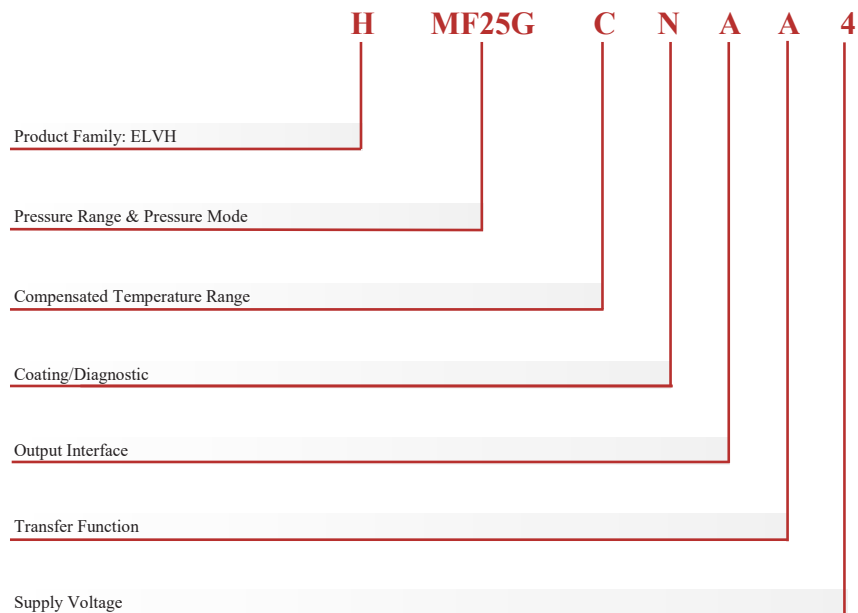 H MF25G C N A A 4
Product Family: ELVH
Pressure Range & Pressure Mode
Compensated Temperature Range
Coating/Diagnostic
Output Interface
Transfer Function
Supply Voltage